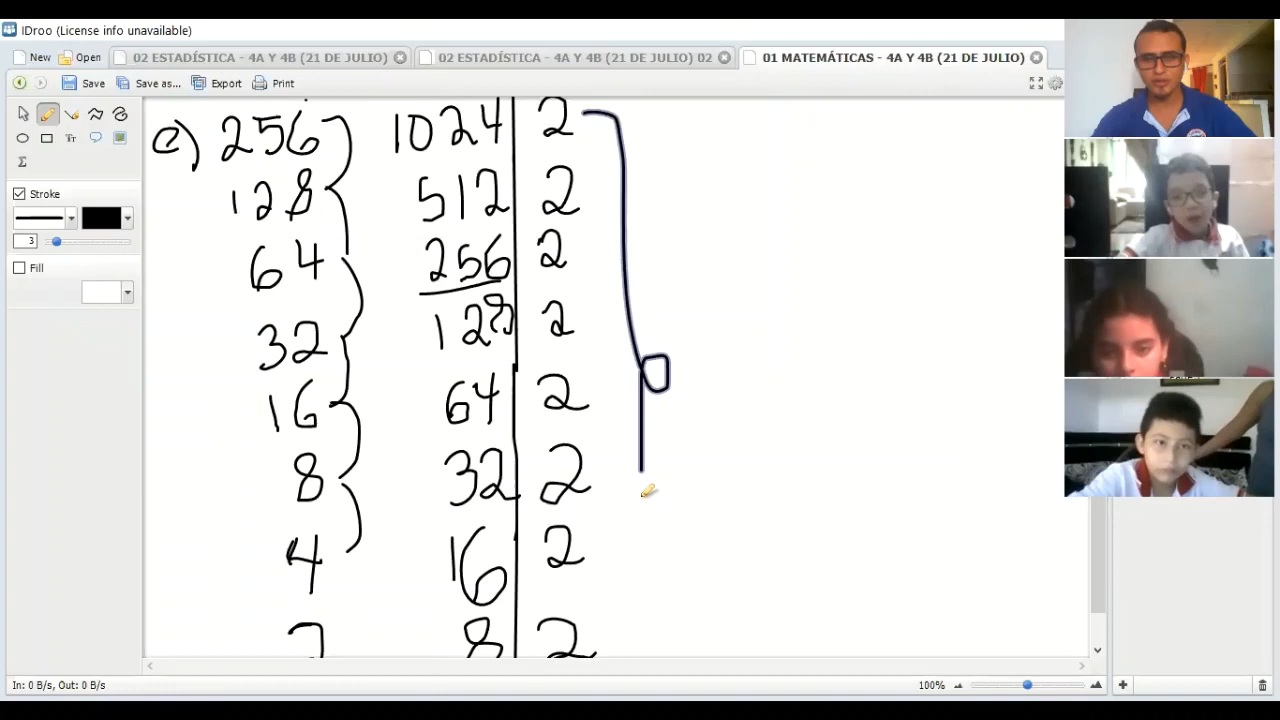 IDroo (License info unavailable)
New Open 02 ESTADÍSTICA - 4A Y 4B (21 DE JULIO) 02 ESTADÍSTICA - 4A Y 4B (21 DE JULIO) 02 01 MATEMÁTICAS - 4A Y 4B (21 DE JULIO)
Save Save as... Export Print
Tr
Σ
Stroke
3
Fill
e) 256 1024 2
128 512 2
64 256 2
32 128 2
16 64 2
8 32 2
4 16 2
2 8 2
In: 0 B/s, Out: 0 B/s 100%